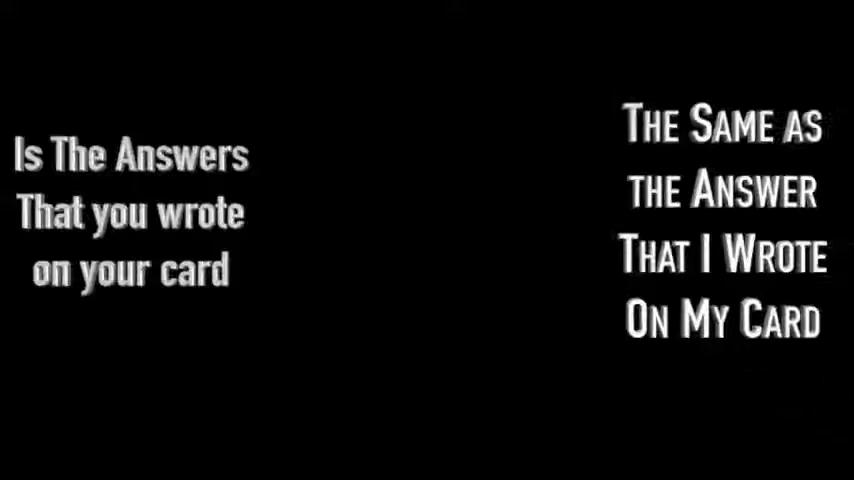 Is The Answers
That you wrote
on your card
THE SAME AS
THE ANSWER
THAT I WROTE
ON MY CARD